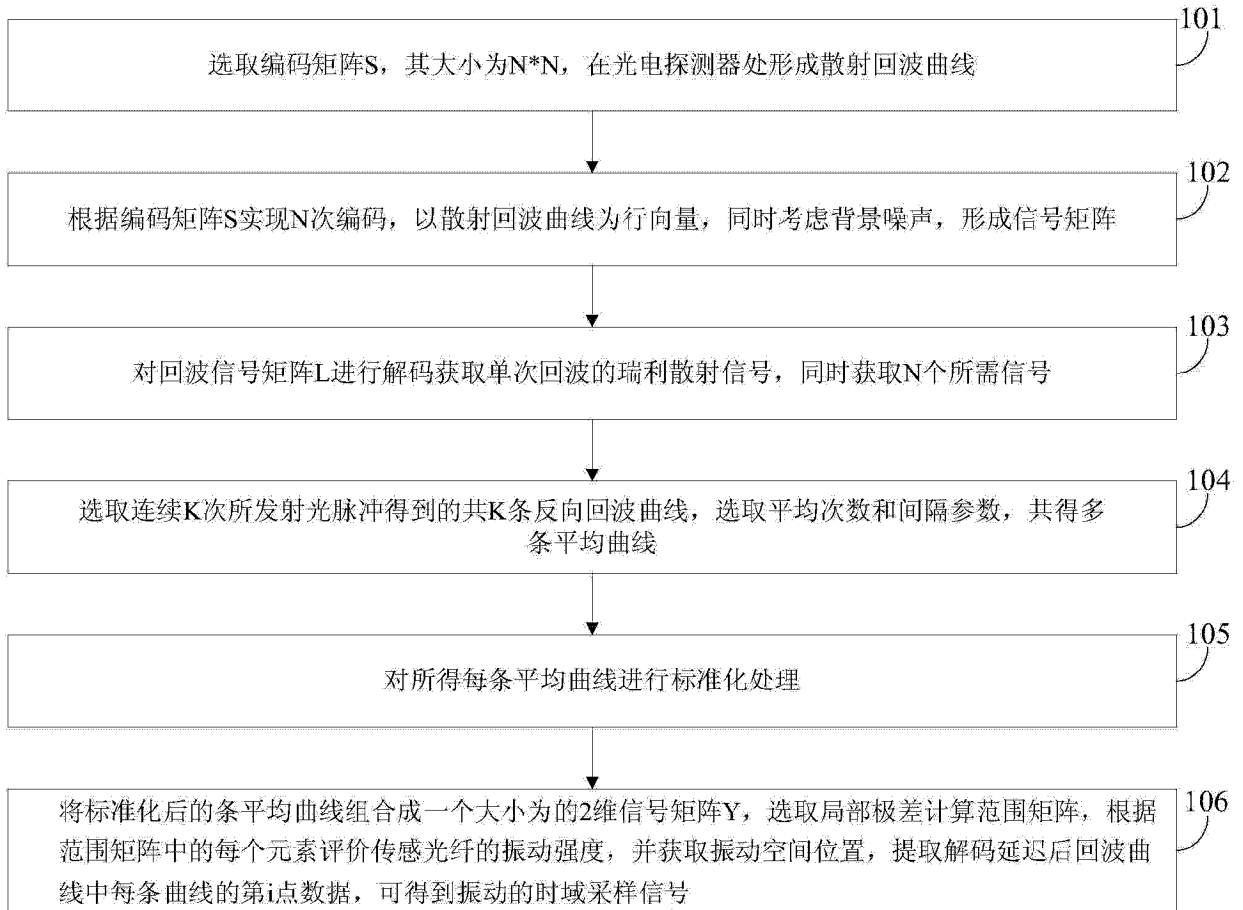 101
选取编码矩阵S，其大小为N*N，在光电探测器处形成散射回波曲线
102
根据编码矩阵S实现N次编码，以散射回波曲线为行向量，同时考虑背景噪声，形成信号矩阵
103
对回波信号矩阵L进行解码获取单次回波的瑞利散射信号，同时获取N个所需信号
104
选取连续K次所发射光脉冲得到的共K条反向回波曲线，选取平均次数和间隔参数，共得多
条平均曲线
105
对所得每条平均曲线进行标准化处理
106
将标准化后的条平均曲线组合成一个大小为的2维信号矩阵Y，选取局部极差计算范围矩阵，根据
范围矩阵中的每个元素评价传感光纤的振动强度，并获取振动空间位置，提取解码延迟后回波曲
线中每条曲线的第i点数据，可得到振动的时域采样信号